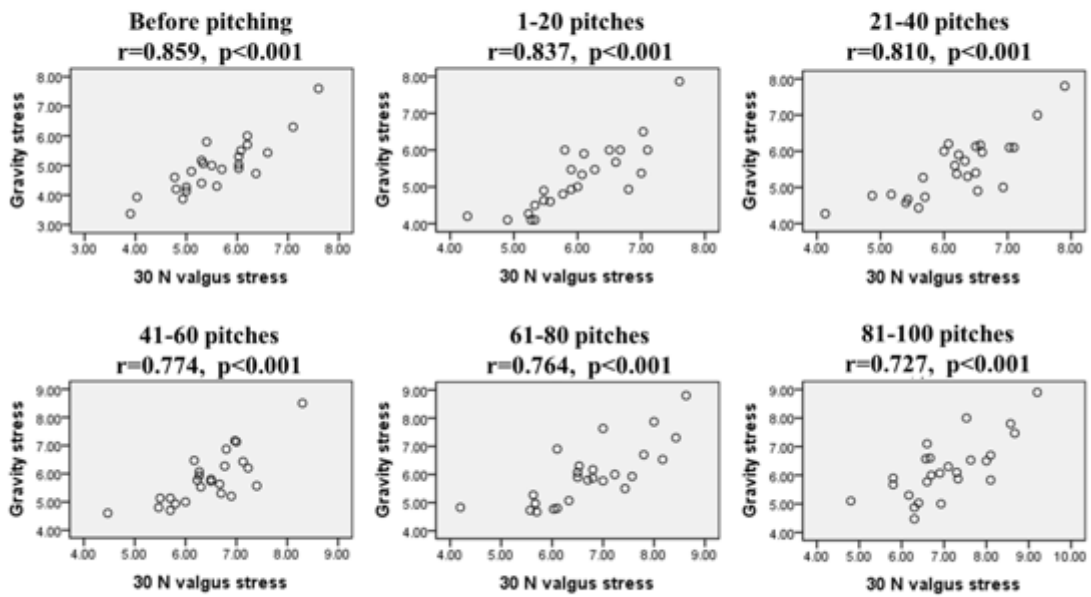 Before pitching
r=0.859, p<0.001
8.00
7.00
6.00
5.00
4.00
3.00
Gravity stress
3.00 4.00 5.00 6.00 7.00 8.00
30 N valgus stress
1-20 pitches
r=0.837, p<0.001
8.00
7.00
6.00
5.00
4.00
Gravity stress
4.00 5.00 6.00 7.00 8.00
30 N valgus stress
21-40 pitches
r=0.810, p<0.001
8.00
7.00
6.00
5.00
4.00
Gravity stress
4.00 5.00 6.00 7.00 8.00
30 N valgus stress
41-60 pitches
r=0.774, p<0.001
9.00
8.00
7.00
6.00
5.00
4.00
Gravity stress
4.00 5.00 6.00 7.00 8.00 9.00
30 N valgus stress
61-80 pitches
r=0.764, p<0.001
9.00
8.00
7.00
6.00
5.00
4.00
Gravity stress
4.00 5.00 6.00 7.00 8.00 9.00
30 N valgus stress
81-100 pitches
r=0.727, p<0.001
9.00
8.00
7.00
6.00
5.00
4.00
Gravity stress
4.00 5.00 6.00 7.00 8.00 9.00 10.00
30 N valgus stress